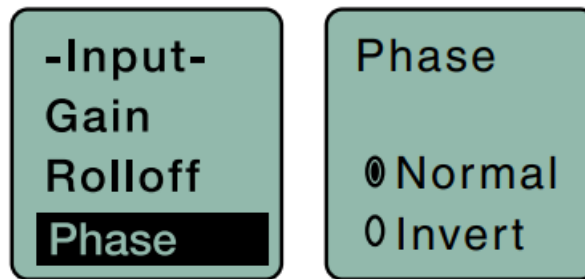 -Input-
Gain
Rolloff
Phase
Phase
Normal
Invert